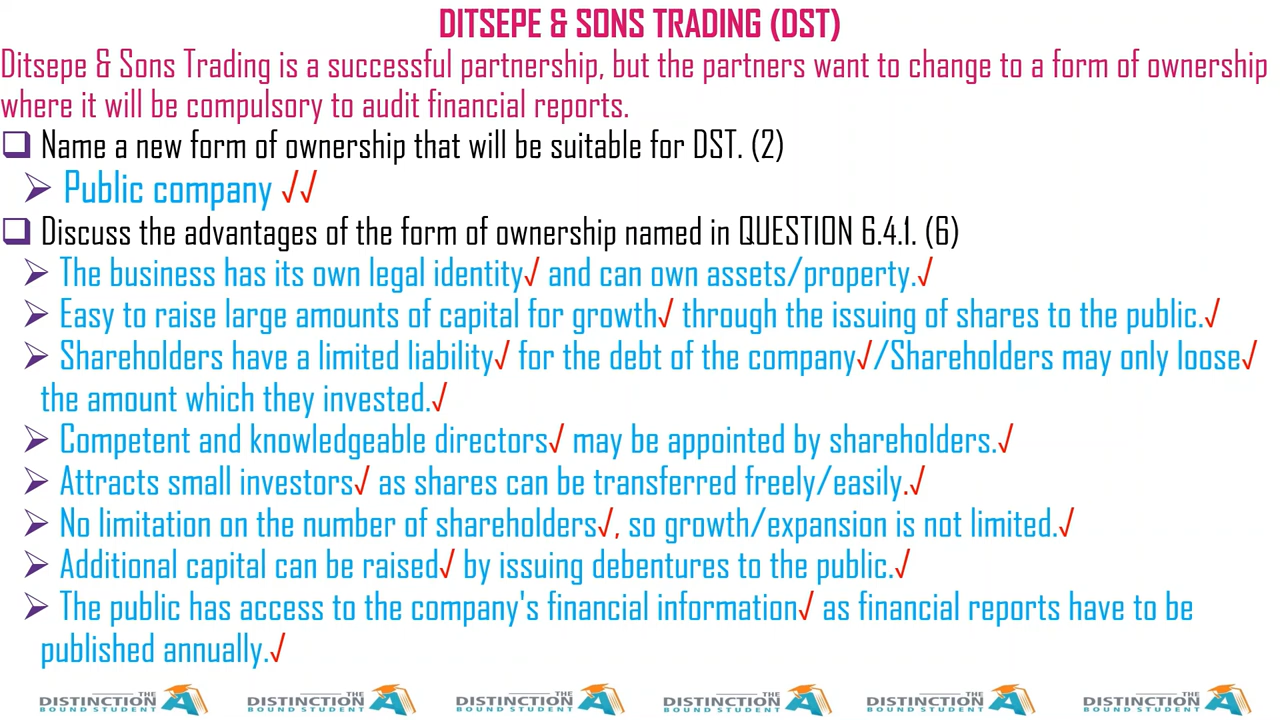 DITSEPE & SONS TRADING (DST)
Ditsepe & Sons Trading is a successful partnership, but the partners want to change to a form of ownership
where it will be compulsory to audit financial reports.
❑ Name a new form of ownership that will be suitable for DST. (2)
➢ Public company √√
❑ Discuss the advantages of the form of ownership named in QUESTION 6.4.1. (6)
➢ The business has its own legal identity√ and can own assets/property.√
➢ Easy to raise large amounts of capital for growth√ through the issuing of shares to the public.√
➢ Shareholders have a limited liability√ for the debt of the company√/Shareholders may only loose√
the amount which they invested.√
➢ Competent and knowledgeable directors√ may be appointed by shareholders.√
➢ Attracts small investors√ as shares can be transferred freely/easily.√
➢ No limitation on the number of shareholders√, so growth/expansion is not limited.√
➢ Additional capital can be raised√ by issuing debentures to the public.√
➢ The public has access to the company's financial information√ as financial reports have to be
published annually.√
THE DISTINCTION BOUND STUDENT A THE DISTINCTION BOUND STUDENT A THE DISTINCTION BOUND STUDENT A THE DISTINCTION BOUND STUDENT A THE DISTINCTION BOUND STUDENT A THE DISTINCTION BOUND STUDENT A